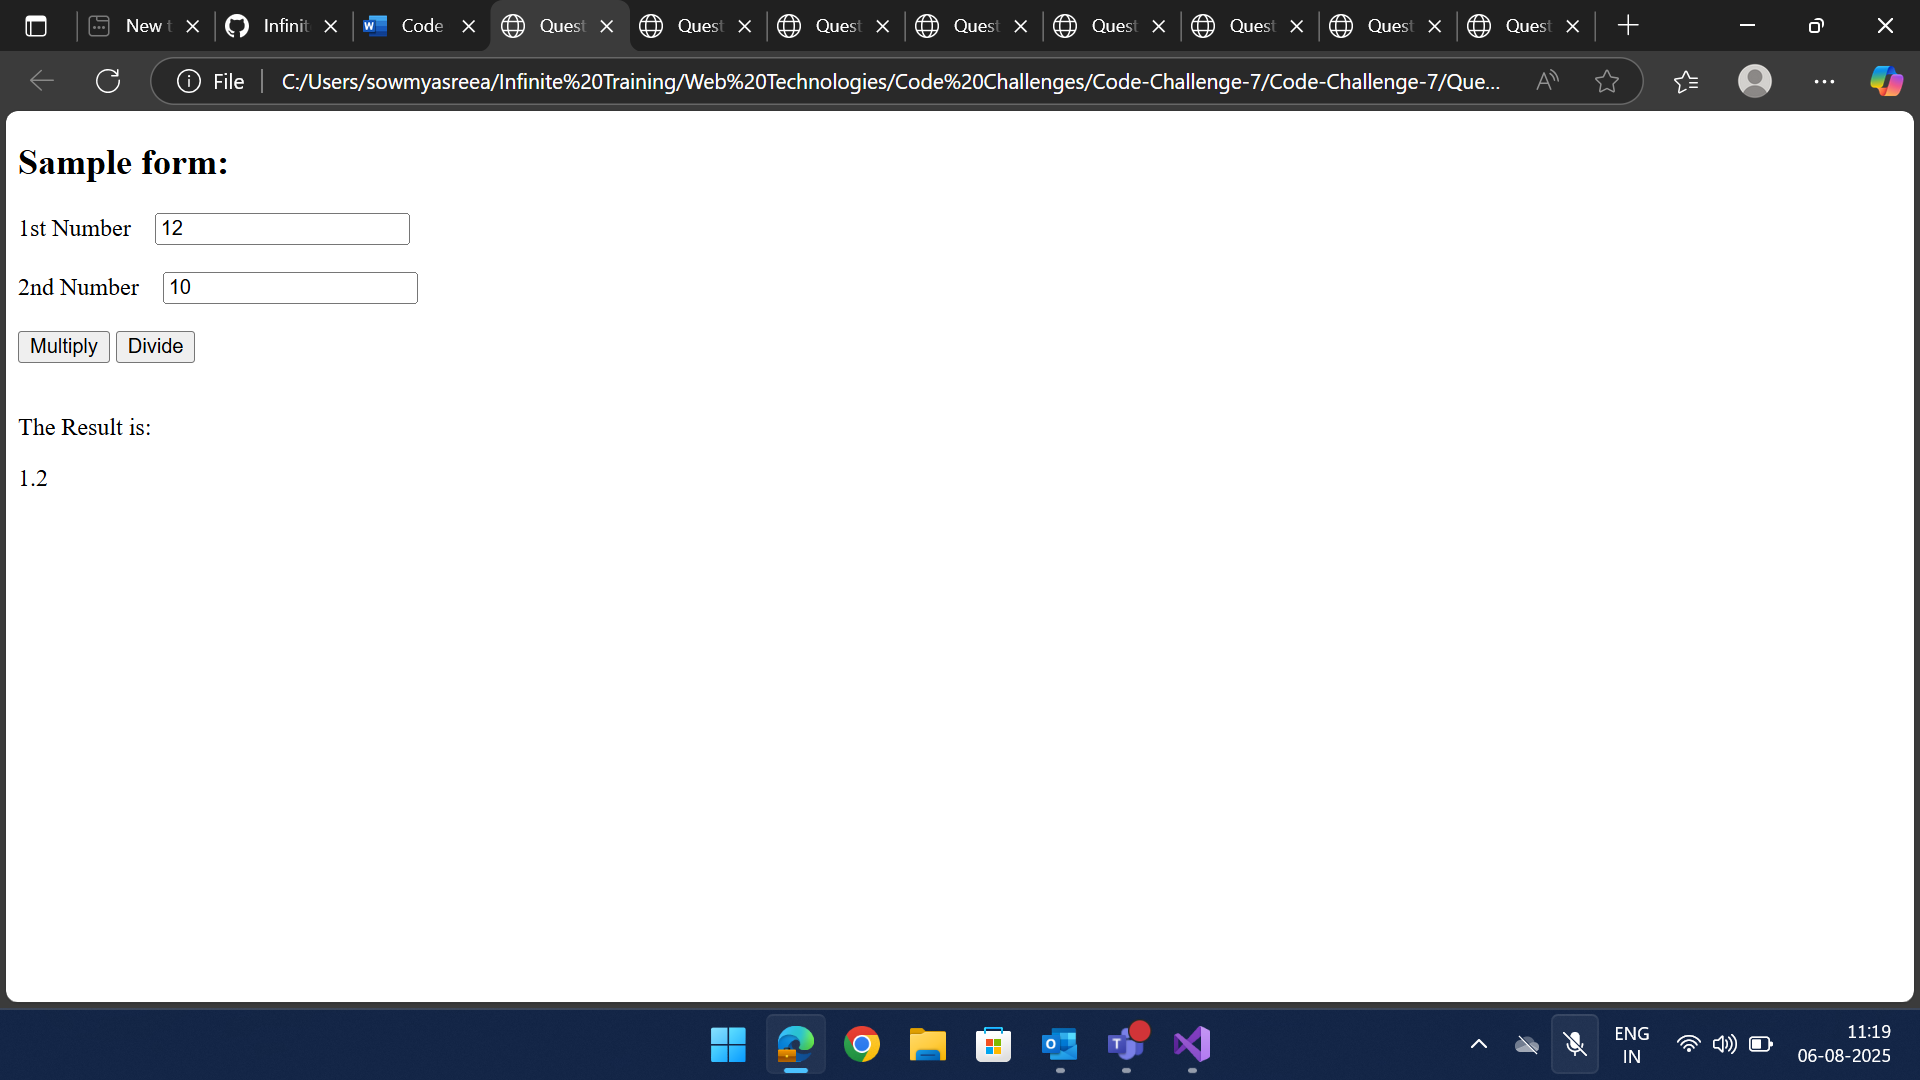 New t
Infinit
Code
Quest
Quest
Quest
Quest
Quest
Quest
Quest
Quest
File
C:/Users/sowmyasreea/Infinite%20Training/Web%20Technologies/Code%20Challenges/Code-Challenge-7/Code-Challenge-7/Que...
Sample form:
1st Number 12
2nd Number 10
Multiply Divide
The Result is:
1.2
ENG
IN
11:19
06-08-2025